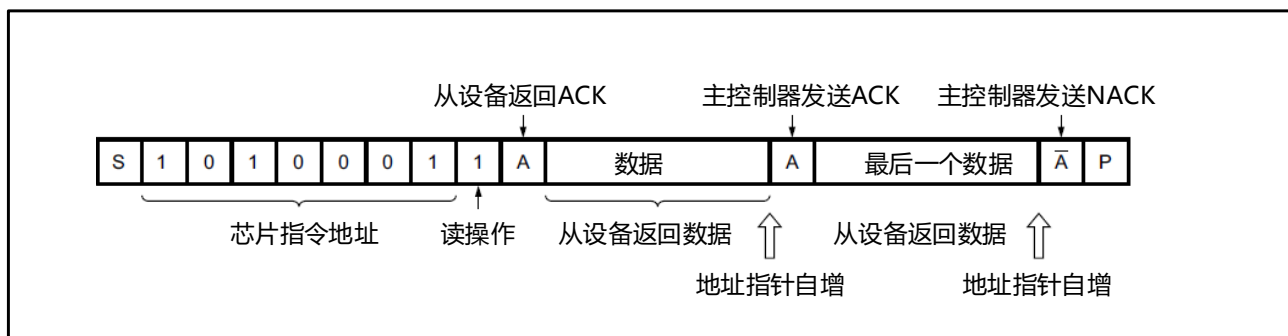 从设备返回ACK 主控制器发送ACK 主控制器发送NACK
S 1 0 1 0 0 0 1 1 A 数据 A 最后一个数据 A̅ P
芯片指令地址 读操作 从设备返回数据 从设备返回数据
地址指针自增 地址指针自增